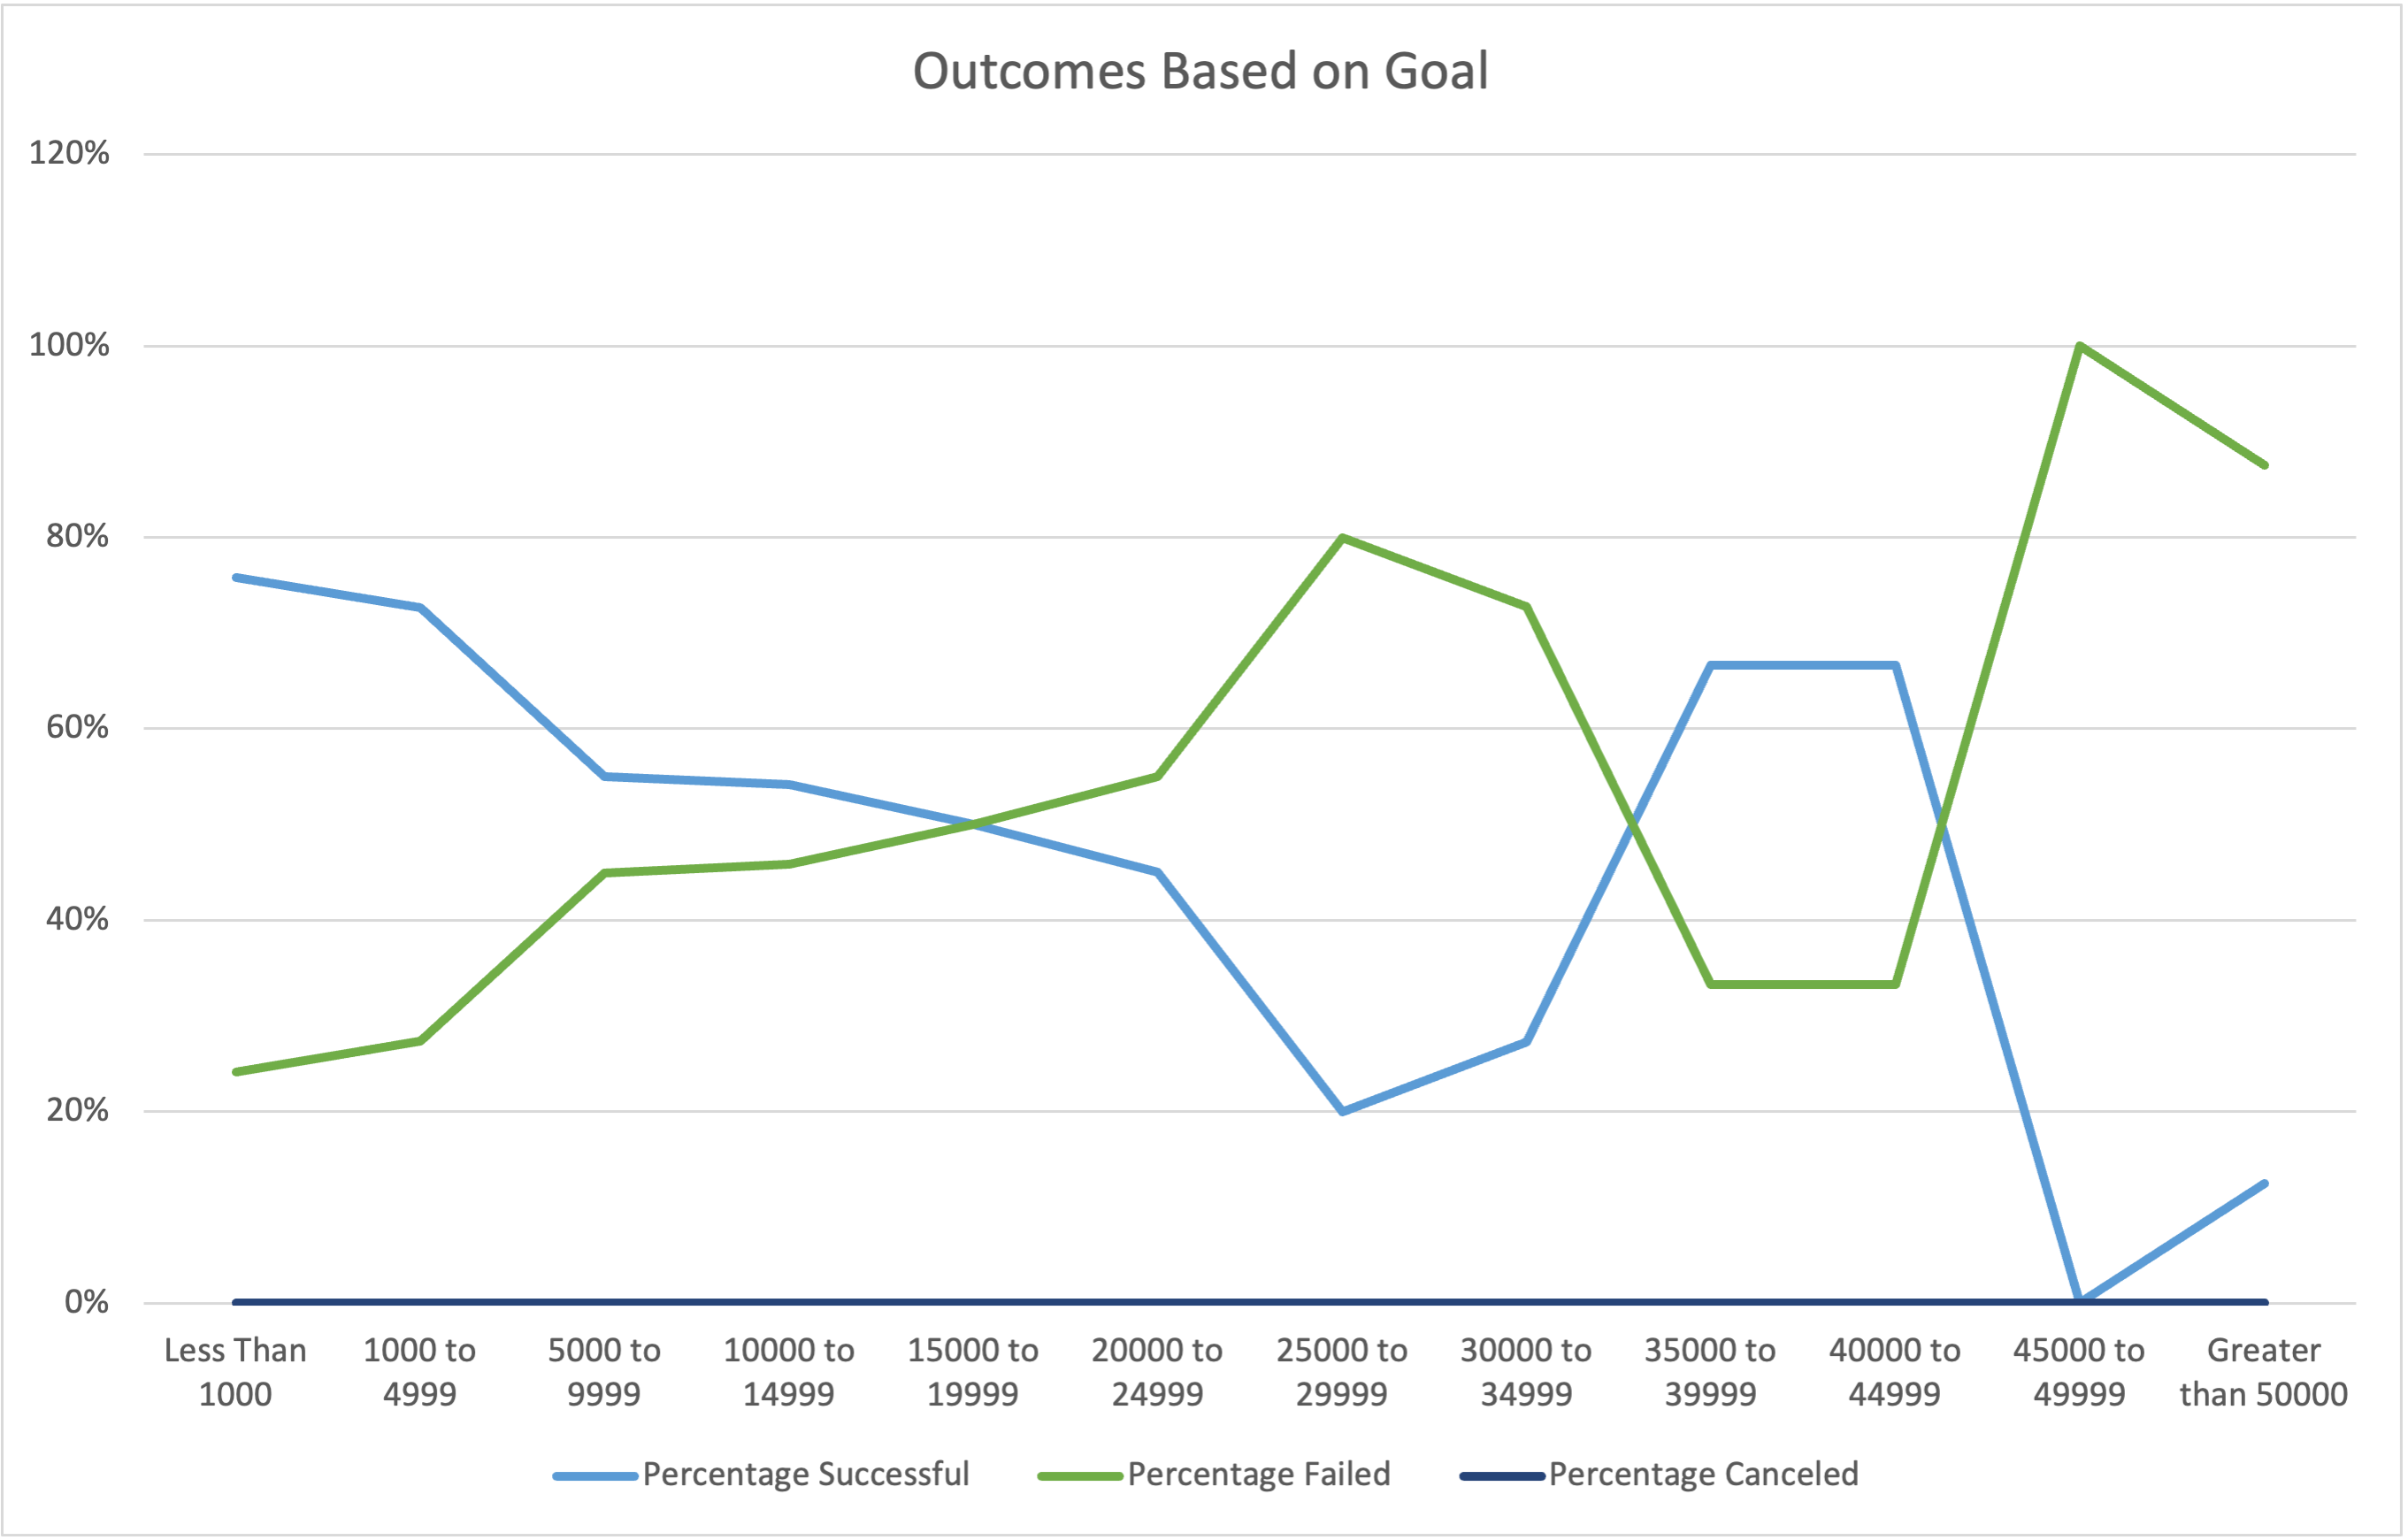 Outcomes Based on Goal
120%
100%
80%
60%
40%
20%
0%
Less Than 1000 to 5000 to 10000 to 15000 to 20000 to 25000 to 30000 to 35000 to 40000 to 45000 to Greater
1000 4999 9999 14999 19999 24999 29999 34999 39999 44999 49999 than 50000
Percentage Successful Percentage Failed Percentage Canceled